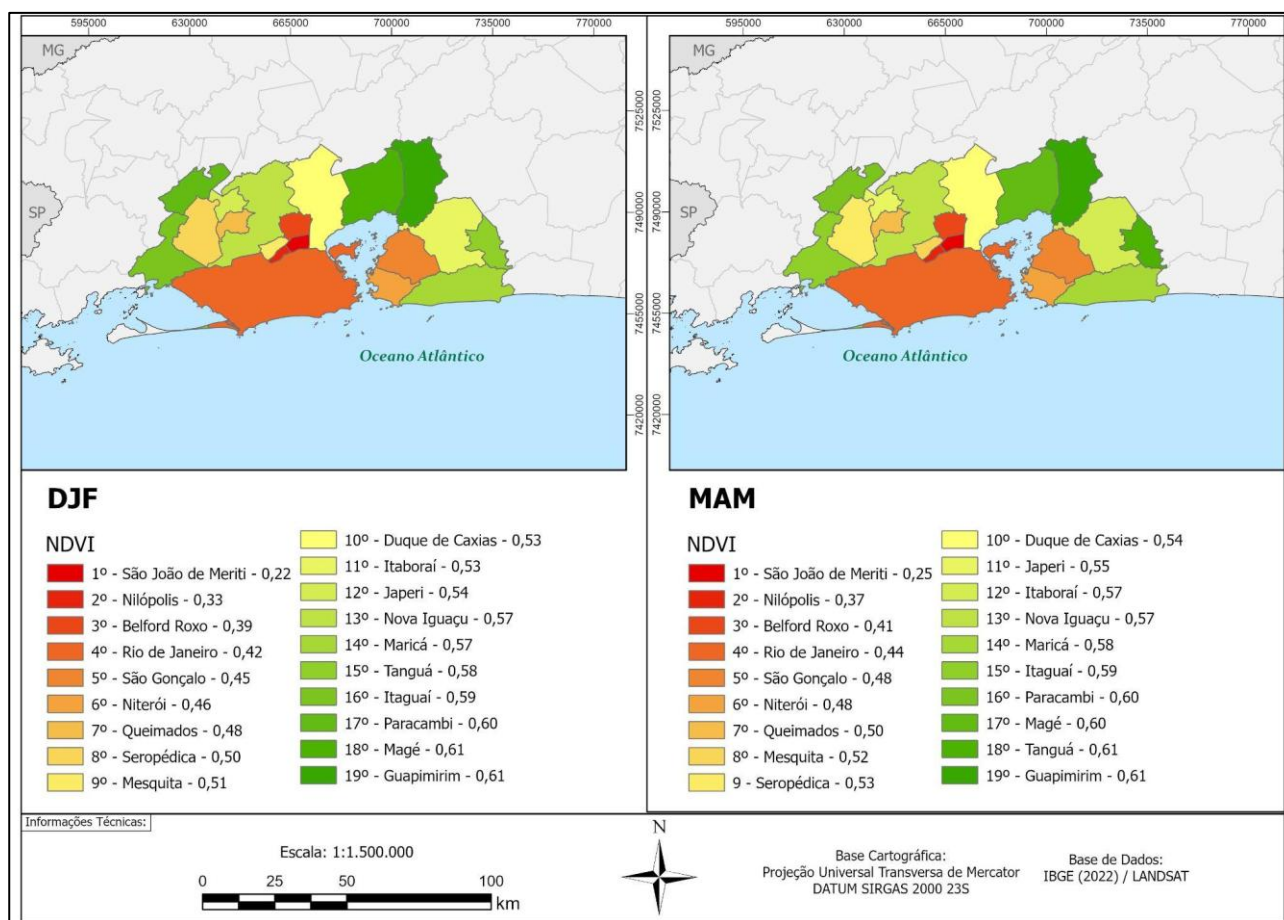 595000 630000 665000 700000 735000 770000
595000 630000 665000 700000 735000 770000
MG
SP
Oceano Atlântico
7525000
7490000
7455000
7420000
MG
SP
Oceano Atlântico
DJF
NDVI
1º - São João de Meriti - 0,22
2º - Nilópolis - 0,33
3º - Belford Roxo - 0,39
4º - Rio de Janeiro - 0,42
5º - São Gonçalo - 0,45
6º - Niterói - 0,46
7º - Queimados - 0,48
8º - Seropédica - 0,50
9º - Mesquita - 0,51
10º - Duque de Caxias - 0,53
11º - Itaboraí - 0,53
12º - Japeri - 0,54
13º - Nova Iguaçu - 0,57
14º - Maricá - 0,57
15º - Tanguá - 0,58
16º - Itaguaí - 0,59
17º - Paracambi - 0,60
18º - Magé - 0,61
19º - Guapimirim - 0,61
MAM
NDVI
1º - São João de Meriti - 0,25
2º - Nilópolis - 0,37
3º - Belford Roxo - 0,41
4º - Rio de Janeiro - 0,44
5º - São Gonçalo - 0,48
6º - Niterói - 0,48
7º - Queimados - 0,50
8º - Mesquita - 0,52
9 - Seropédica - 0,53
10º - Duque de Caxias - 0,54
11º - Japeri - 0,55
12º - Itaboraí - 0,57
13º - Nova Iguaçu - 0,57
14º - Maricá - 0,58
15º - Itaguaí - 0,59
16º - Paracambi - 0,60
17º - Magé - 0,60
18º - Tanguá - 0,61
19º - Guapimirim - 0,61
Informações Técnicas:
Escala: 1:1.500.000
0 25 50 100
km
N
Base Cartográfica:
Projeção Universal Transversa de Mercator
DATUM SIRGAS 2000 23S
Base de Dados:
IBGE (2022) / LANDSAT